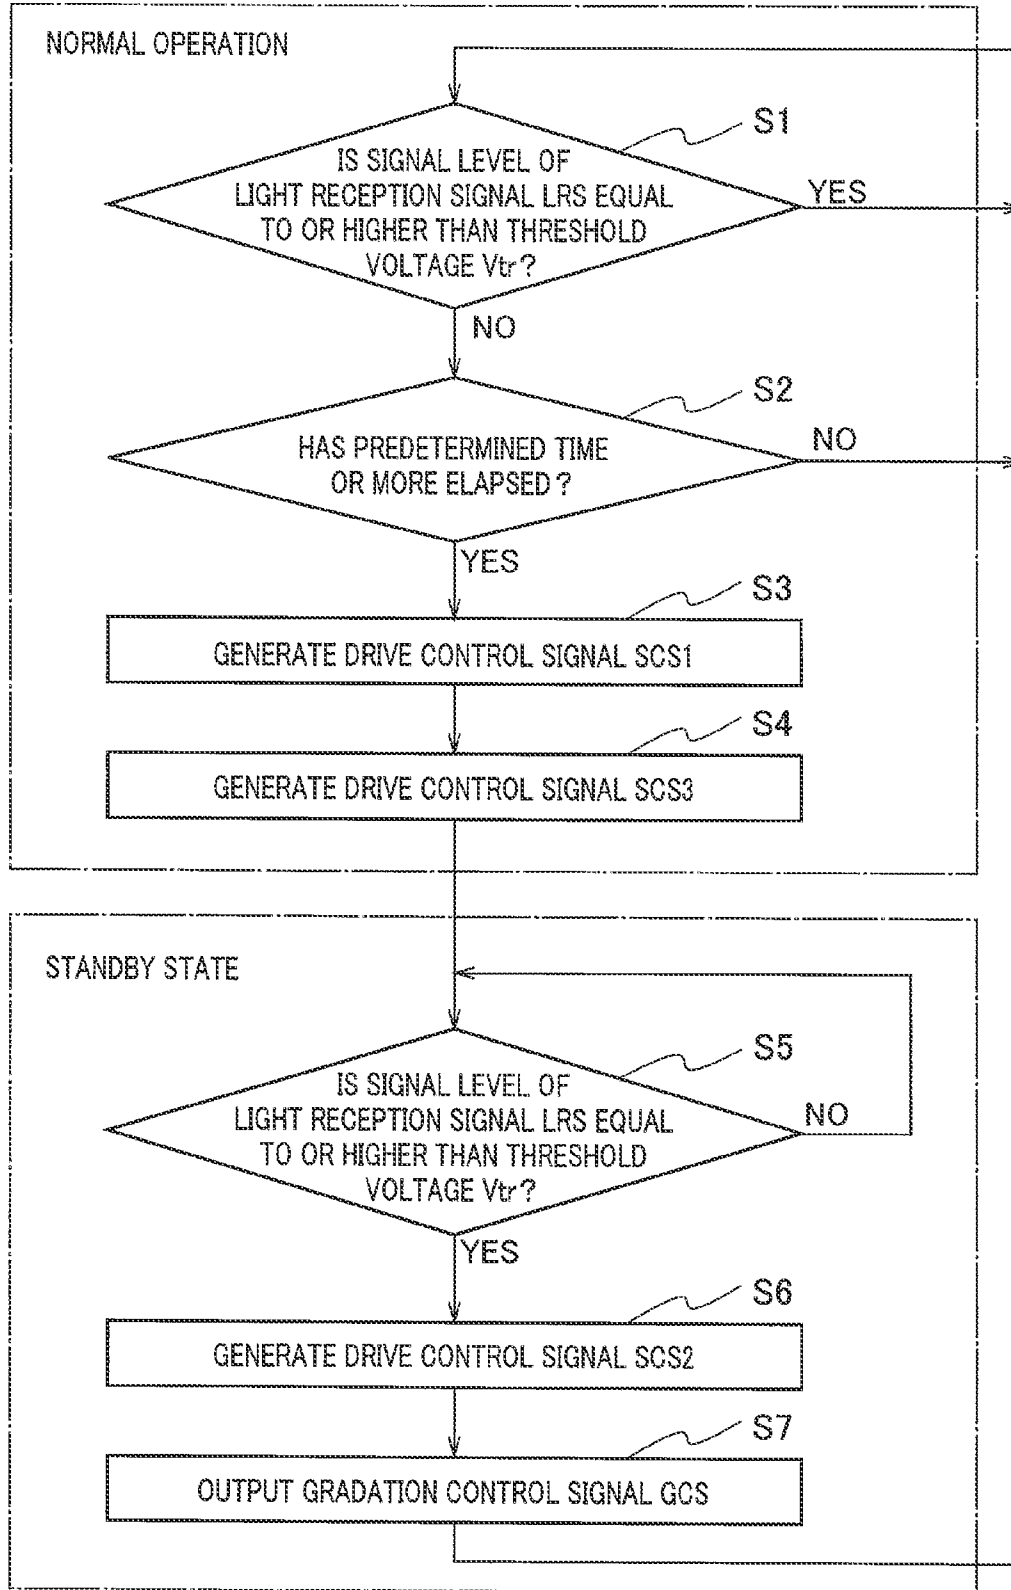 NORMAL OPERATION
S1
IS SIGNAL LEVEL OF
LIGHT RECEPTION SIGNAL LRS EQUAL
TO OR HIGHER THAN THRESHOLD
VOLTAGE Vtr?
YES
NO
S2
HAS PREDETERMINED TIME
OR MORE ELAPSED?
NO
YES
S3
GENERATE DRIVE CONTROL SIGNAL SCS1
S4
GENERATE DRIVE CONTROL SIGNAL SCS3
STANDBY STATE
S5
IS SIGNAL LEVEL OF
LIGHT RECEPTION SIGNAL LRS EQUAL
TO OR HIGHER THAN THRESHOLD
VOLTAGE Vtr?
NO
YES
S6
GENERATE DRIVE CONTROL SIGNAL SCS2
S7
OUTPUT GRADATION CONTROL SIGNAL GCS